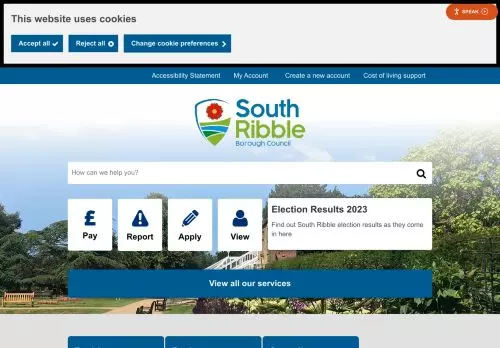 This website uses cookies
SPEAK
Accept all
Reject all
Change cookie preferences
Accessibility Statement
My Account
Create a new account
Cost of living support
South
Ribble
Borough Council
How can we help you?
£
Pay
Report
Apply
View
Election Results 2023
Find out South Ribble election results as they come
in here
View all our services